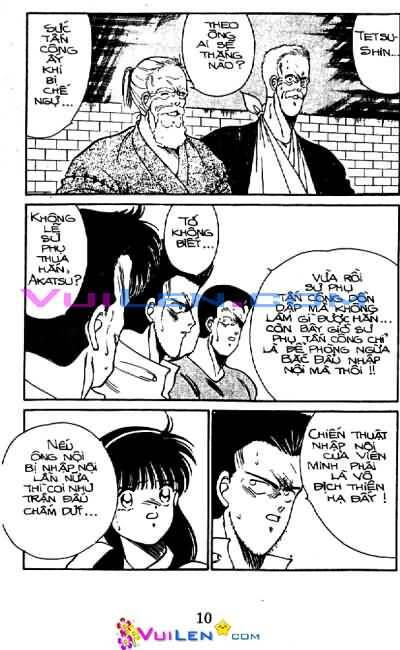 TETSU-
SHIN...
THEO
ÔNG
AI SẼ
THẮNG
NÀO?
SỨC
TẤN
CÔNG
ẤY
KHI
BỊ
CHẾ
NGỰ...
KHÔNG
LẼ
SƯ
PHỤ
THUA
HẮN,
AKATSU?
TỚ
KHÔNG
BIẾT...
VỪA RỒI
SƯ PHỤ
TẤN CÔNG DỒN
DẬP MÀ KHÔNG
LÀM GÌ ĐƯỢC HẮN...
CÒN BÂY GIỜ SƯ
PHỤ TẤN CÔNG CHỈ
LÀ ĐỂ PHÒNG NGỪA
BẮC ĐẨU NHẬP
NỘI MÀ THÔI!!
VUILEN.COM
NẾU
ÔNG NỘI
BỊ NHẬP NỘI
LẦN NỮA
THÌ COI NHƯ
TRẬN ĐẤU
CHẤM DỨT...
CHIẾN THUẬT
NHẬP NỘI
CỦA VIÊN
MINH PHÁI
LÀ VÔ
ĐỊCH THIÊN
HẠ ĐẤY!
10
VUILEN.COM